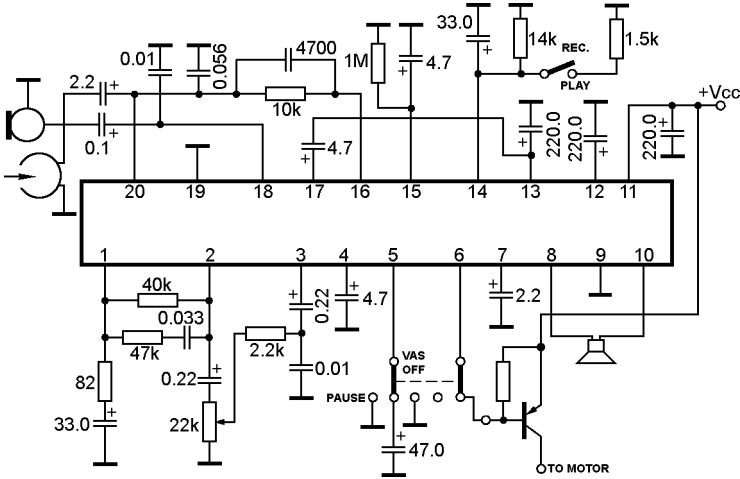 33.0
0.01
0.056
4700
1M
4.7
14k
REC.
1.5k
PLAY
2.2
10k
+Vcc
0.1
4.7
220.0
220.0
220.0
20 19 18 17 16 15 14 13 12 11
1 2 3 4 5 6 7 8 9 10
40k
0.22
4.7
2.2
0.033
47k
2.2k
VAS
OFF
82
0.22
0.01
PAUSE
33.0
22k
47.0
TO MOTOR